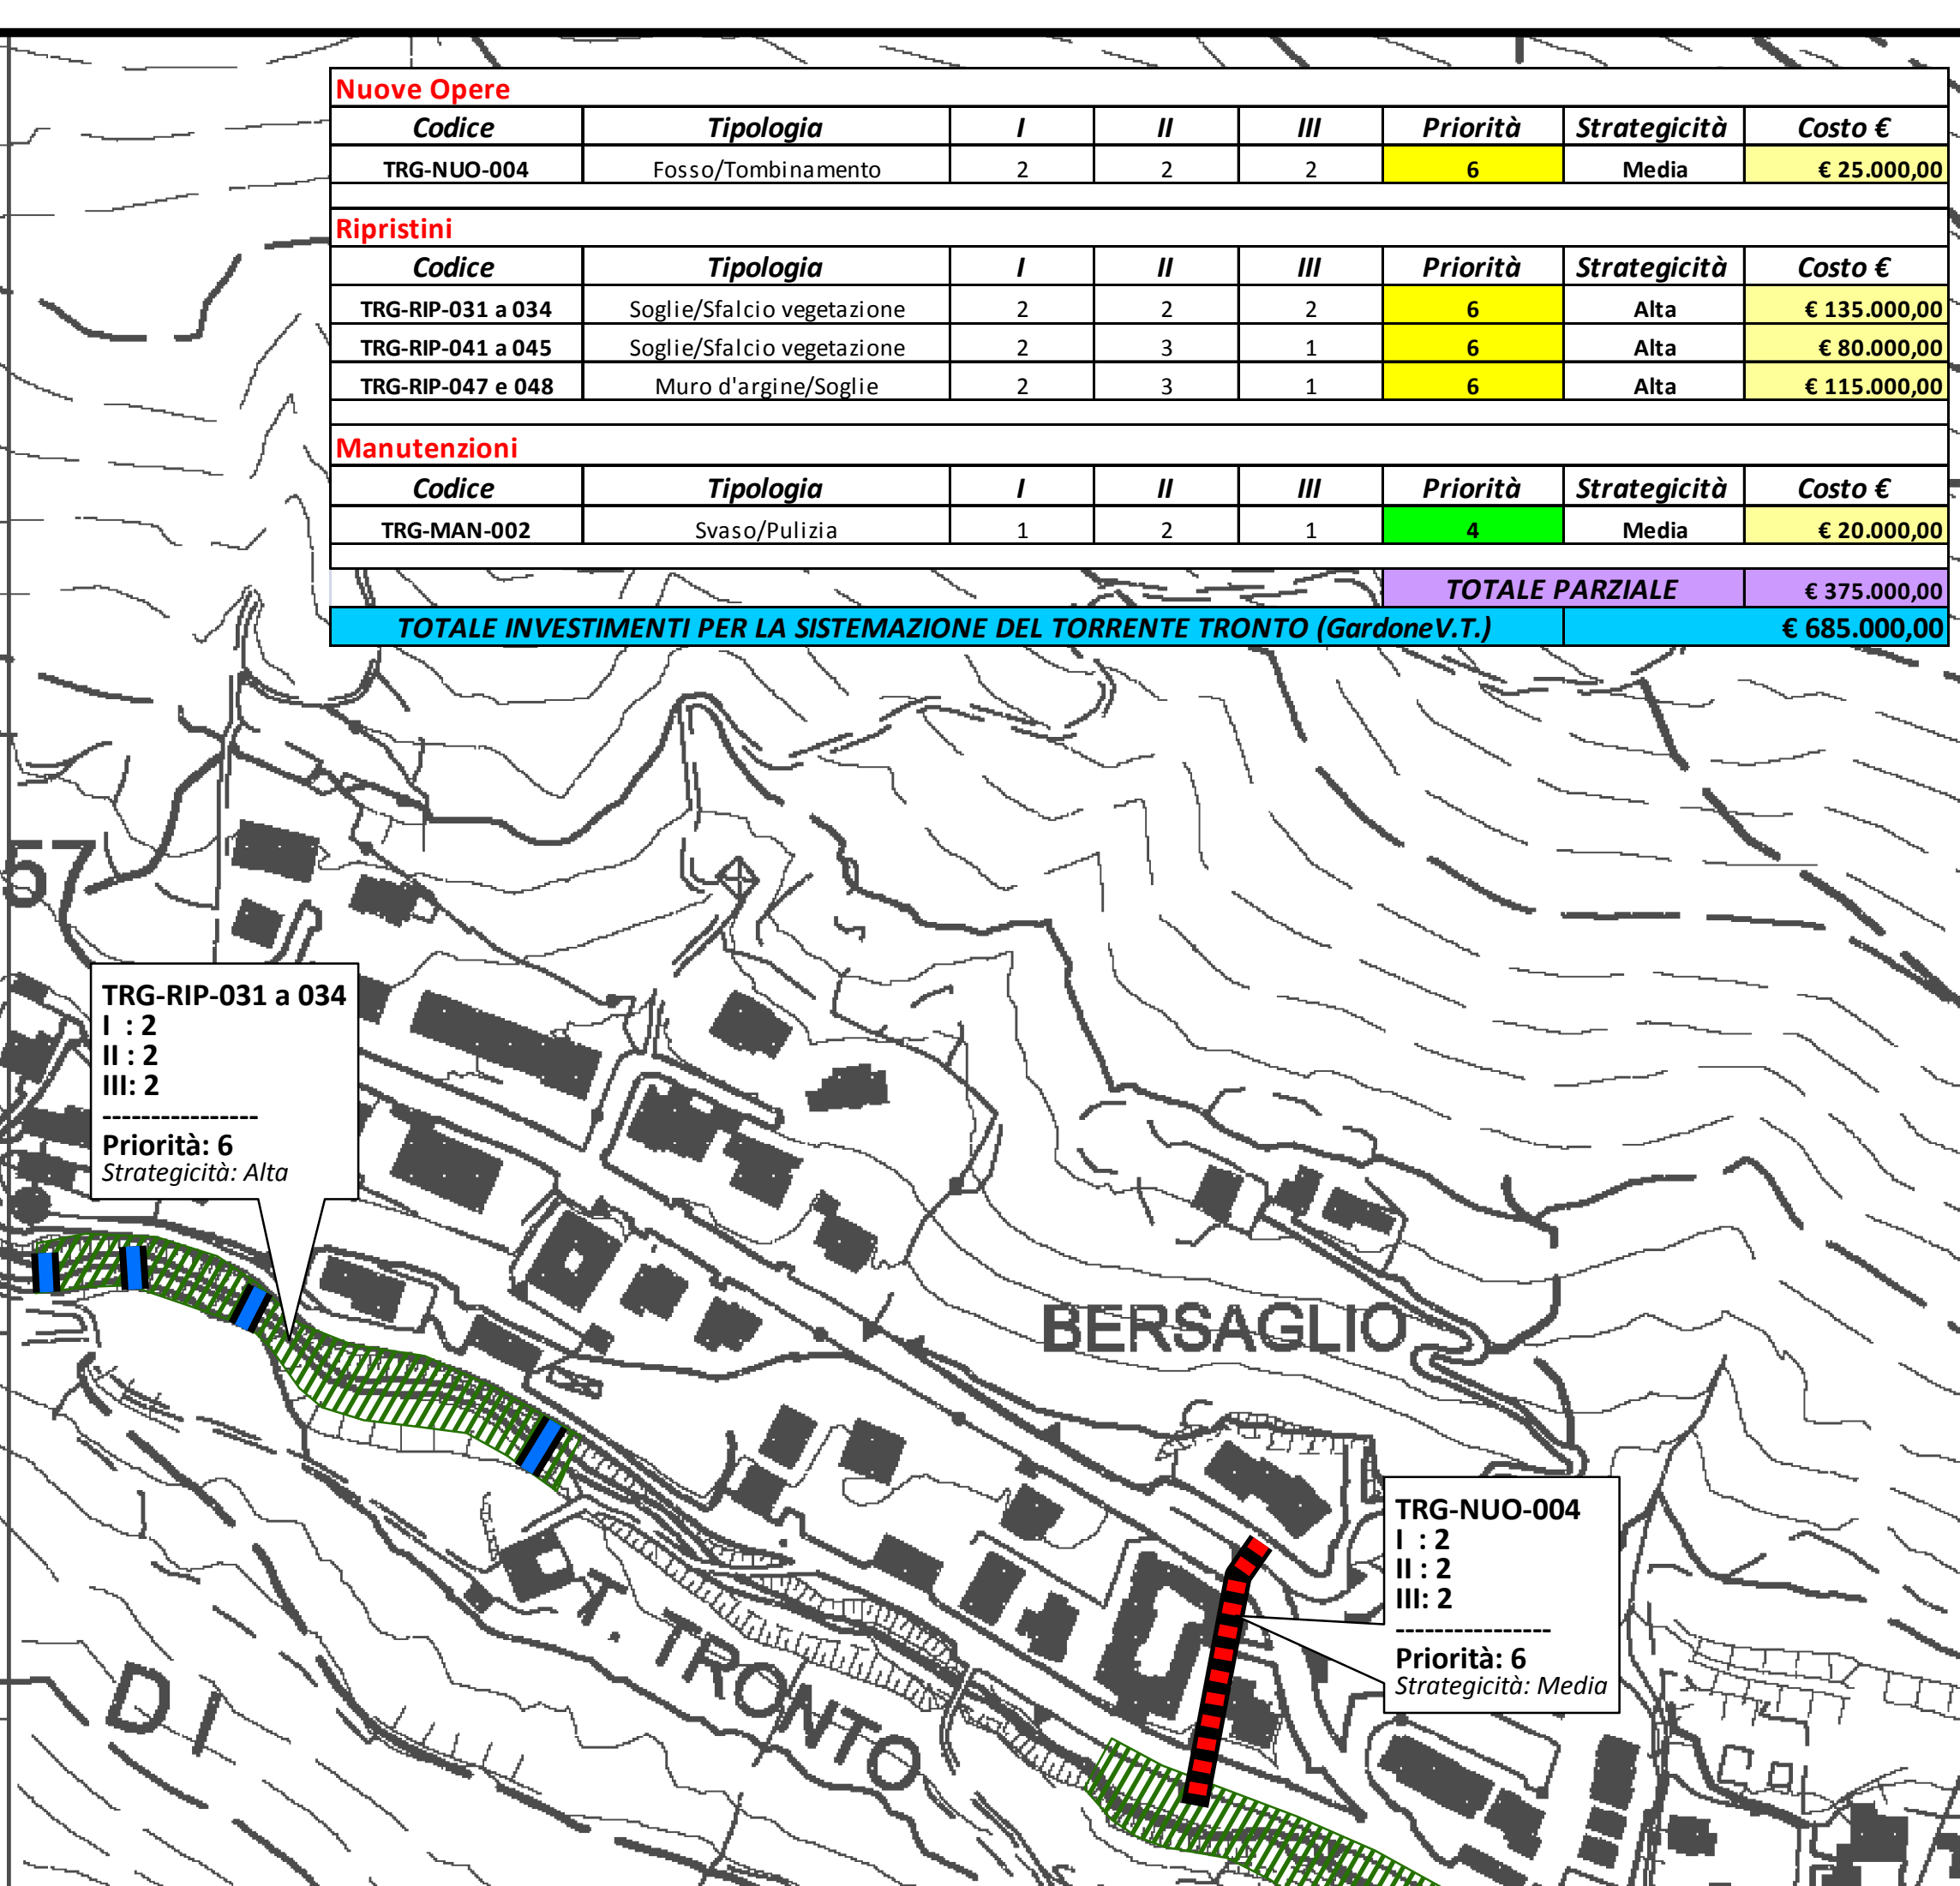 Nuove Opere
Codice Tipologia I II III Priorità Strategicità Costo €
TRG-NUO-004 Fosso/Tombinamento 2 2 2 6 Media € 25.000,00
Ripristini
Codice Tipologia I II III Priorità Strategicità Costo €
TRG-RIP-031 a 034 Soglie/Sfalcio vegetazione 2 2 2 6 Alta € 135.000,00
TRG-RIP-041 a 045 Soglie/Sfalcio vegetazione 2 3 1 6 Alta € 80.000,00
TRG-RIP-047 e 048 Muro d'argine/Soglie 2 3 1 6 Alta € 115.000,00
Manutenzioni
Codice Tipologia I II III Priorità Strategicità Costo €
TRG-MAN-002 Svaso/Pulizia 1 2 1 4 Media € 20.000,00
TOTALE PARZIALE € 375.000,00
TOTALE INVESTIMENTI PER LA SISTEMAZIONE DEL TORRENTE TRONTO (GardoneV.T.) € 685.000,00
57
TRG-RIP-031 a 034
I : 2
II : 2
III: 2
----------------
Priorità: 6
Strategicità: Alta
BERSAGLIO
TRG-NUO-004
I : 2
II : 2
III: 2
----------------
Priorità: 6
Strategicità: Media
T. TRONTO
DI